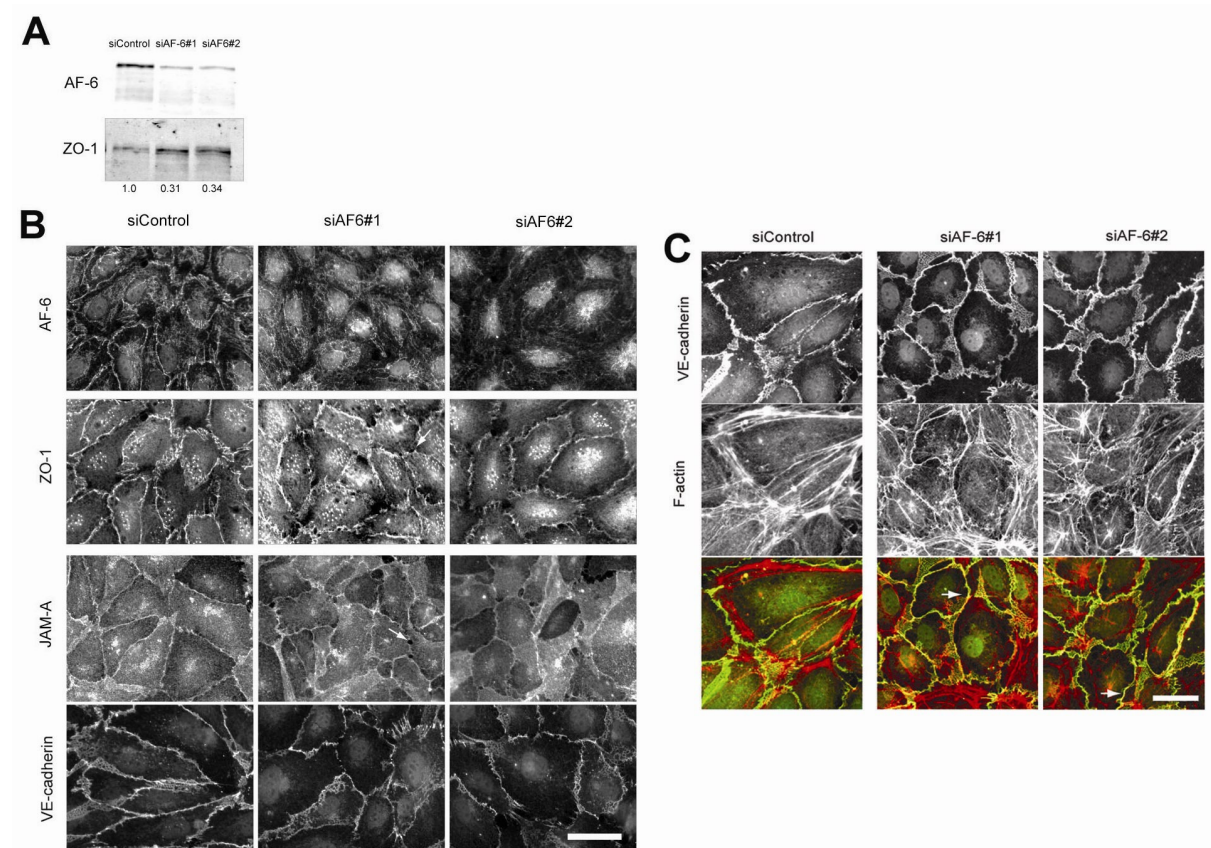 A
siControl siAF-6#1 siAF6#2
AF-6
ZO-1
1.0 0.31 0.34
B
siControl siAF6#1 siAF6#2
AF-6
ZO-1
JAM-A
VE-cadherin
C
siControl siAF-6#1 siAF-6#2
VE-cadherin
F-actin